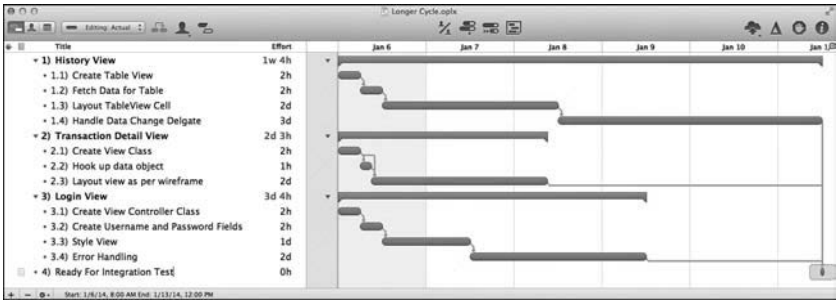 Longer Cycle.oplx
Editing: Actual
Title Effort Jan 6 Jan 7 Jan 8 Jan 9 Jan 10 Jan 1
1) History View 1w 4h
1.1) Create Table View 2h
1.2) Fetch Data for Table 2h
1.3) Layout TableView Cell 2d
1.4) Handle Data Change Delgate 3d
2) Transaction Detail View 2d 3h
2.1) Create View Class 2h
2.2) Hook up data object 1h
2.3) Layout view as per wireframe 2d
3) Login View 3d 4h
3.1) Create View Controller Class 2h
3.2) Create Username and Password Fields 2h
3.3) Style View 1d
3.4) Error Handling 2d
4) Ready For Integration Test 0h
Start: 1/6/14, 8:00 AM End: 1/13/14, 12:00 PM